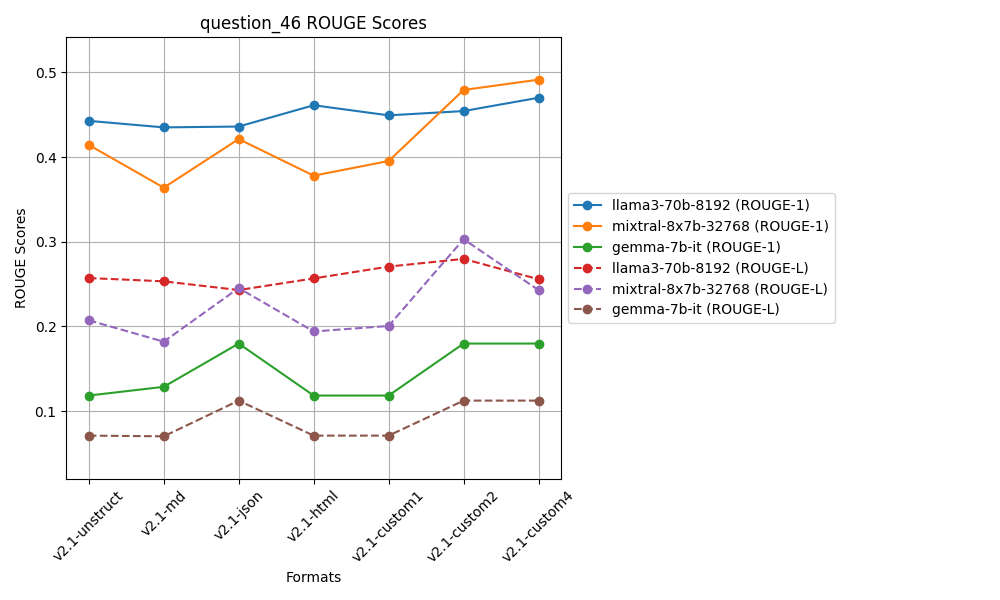 question_46 ROUGE Scores
ROUGE Scores
0.5
0.4
0.3
0.2
0.1
v2.1-unstruct
v2.1-md
v2.1-json
v2.1-html
v2.1-custom1
v2.1-custom2
v2.1-custom4
Formats
llama3-70b-8192 (ROUGE-1)
mixtral-8x7b-32768 (ROUGE-1)
gemma-7b-it (ROUGE-1)
llama3-70b-8192 (ROUGE-L)
mixtral-8x7b-32768 (ROUGE-L)
gemma-7b-it (ROUGE-L)